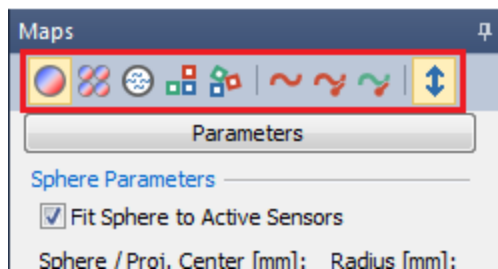 Maps
Parameters
Sphere Parameters
Fit Sphere to Active Sensors
Sphere / Proj. Center [mm]: Radius [mm]: